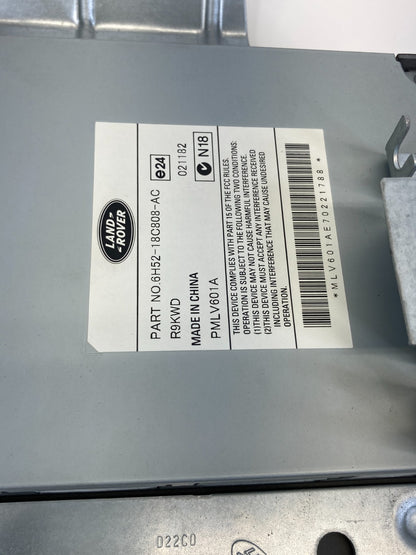 LAND-
-ROVER
PART NO.6H52-18C808-AC
R9KWD
MADE IN CHINA
PMLV601A
e24
021182
N18
THIS DEVICE COMPLIES WITH PART 15 OF THE FCC RULES.
OPERATION IS SUBJECT TO THE FOLLOWING TWO CONDITIONS:
(1)THIS DEVICE MAY NOT CAUSE HARMFUL INTERFERENCE.
(2)THIS DEVICE MUST ACCEPT ANY INTERFERENCE RECEIVED
INCLUDING INTERFERENCE THAT MAY CAUSE UNDESIRED
OPERATION
*MLV601AE70221788*
022C0